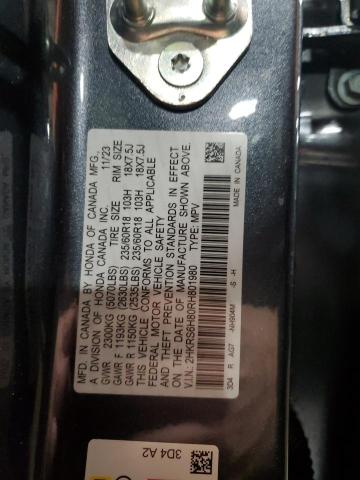 MFD. IN CANADA BY HONDA OF CANADA MFG.,
A DIVISION OF HONDA CANADA INC. 11/23
GVWR 2300KG (5070LBS) TIRE SIZE RIM SIZE
GAWR F 1193KG (2630LBS) 235/60R18 103H 18X7.5J
GAWR R 1150KG (2535LBS) 235/60R18 103H 18X7.5J
THIS VEHICLE CONFORMS TO ALL APPLICABLE
FEDERAL MOTOR VEHICLE SAFETY
AND THEFT PREVENTION STANDARDS IN EFFECT
ON THE DATE OF MANUFACTURE SHOWN ABOVE.
V.I.N.: 2HKRS6H80RH801980 TYPE: MPV
3D4 R AG7 -NH904M -S -H MADE IN CANADA
3D4 A2